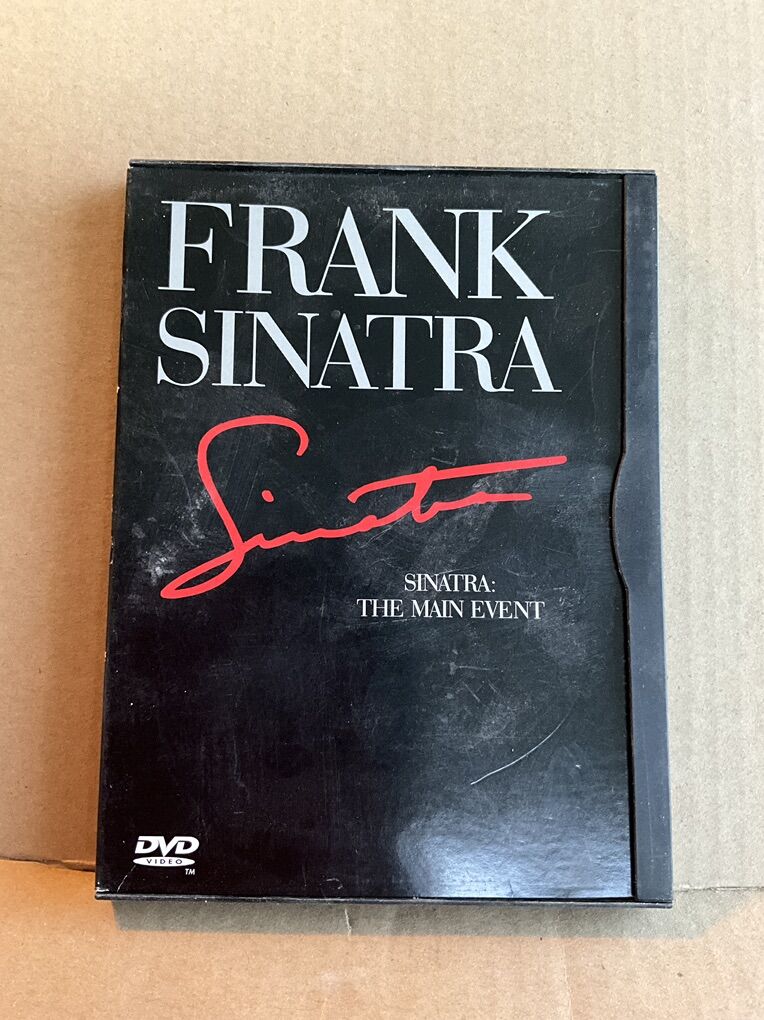 FRANK
SINATRA
Sinatra
SINATRA:
THE MAIN EVENT
DVD
VIDEO
TM